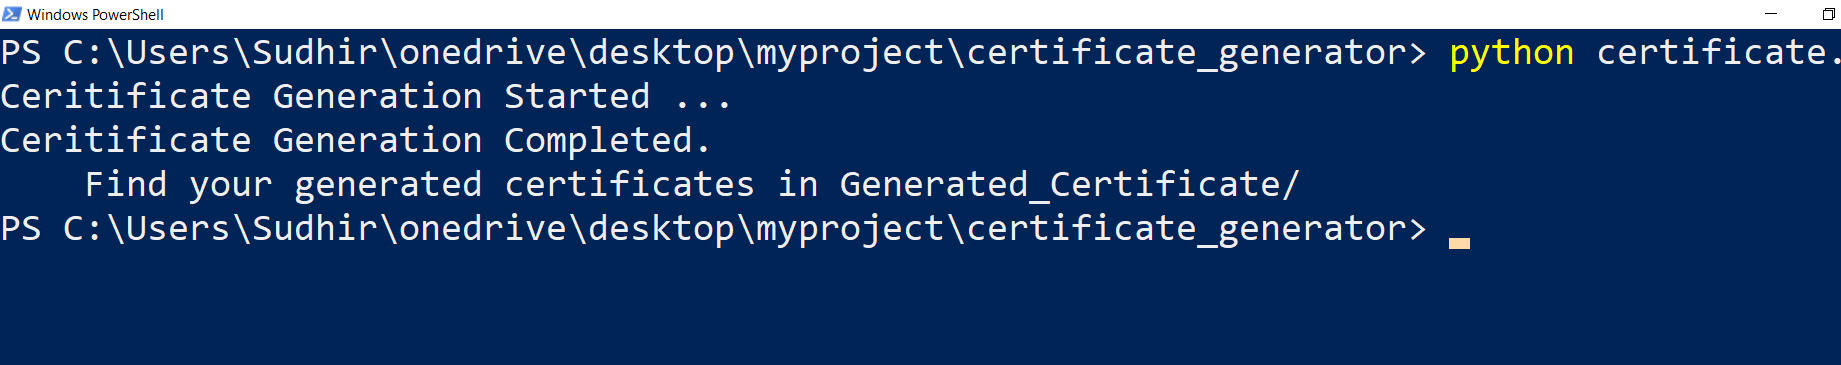 Windows PowerShell
PS C:\Users\Sudhir\onedrive\desktop\myproject\certificate_generator> python certificate.
Ceritificate Generation Started ...
Ceritificate Generation Completed.
    Find your generated certificates in Generated_Certificate/
PS C:\Users\Sudhir\onedrive\desktop\myproject\certificate_generator>